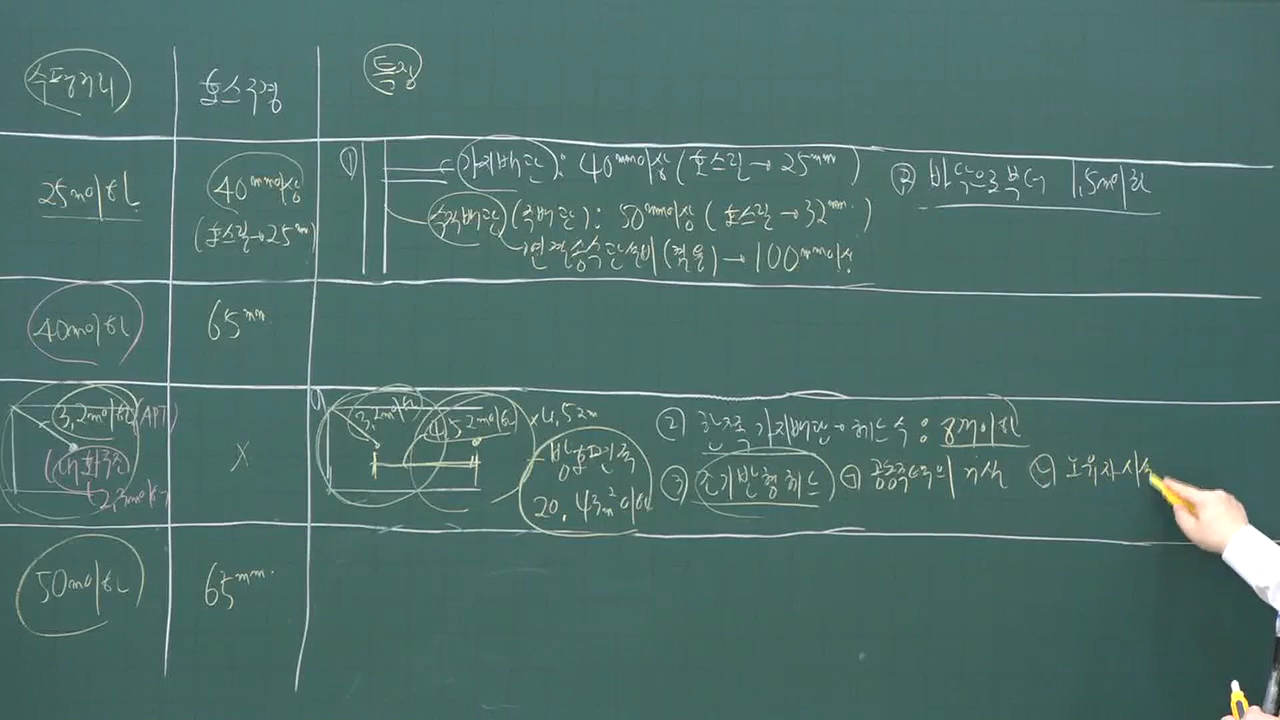 수평거리 호스구경 특징
25m이하 40mm이상 (호스릴→25mm)
① 가지배관: 40mm이상 (호스릴→25mm)
수직배관 (주배관): 50mm이상 (호스릴→32mm)
연결송수관설비 (겸용) → 100mm이상
② 바닥으로부터 1.5m이하
40m이하 65mm
3.2m이하 (APT)
(내화구조
2.3m이하
X
① 3.2m이하 4.52m이하 × 4.52m
방호면적
20.43m²이하
② 한쪽 가지배관→헤드수: 8개이하
③ 조기반응형헤드 ㉠ 공동주택의 거실 ㉡ 노유자시설
50m이하 65mm